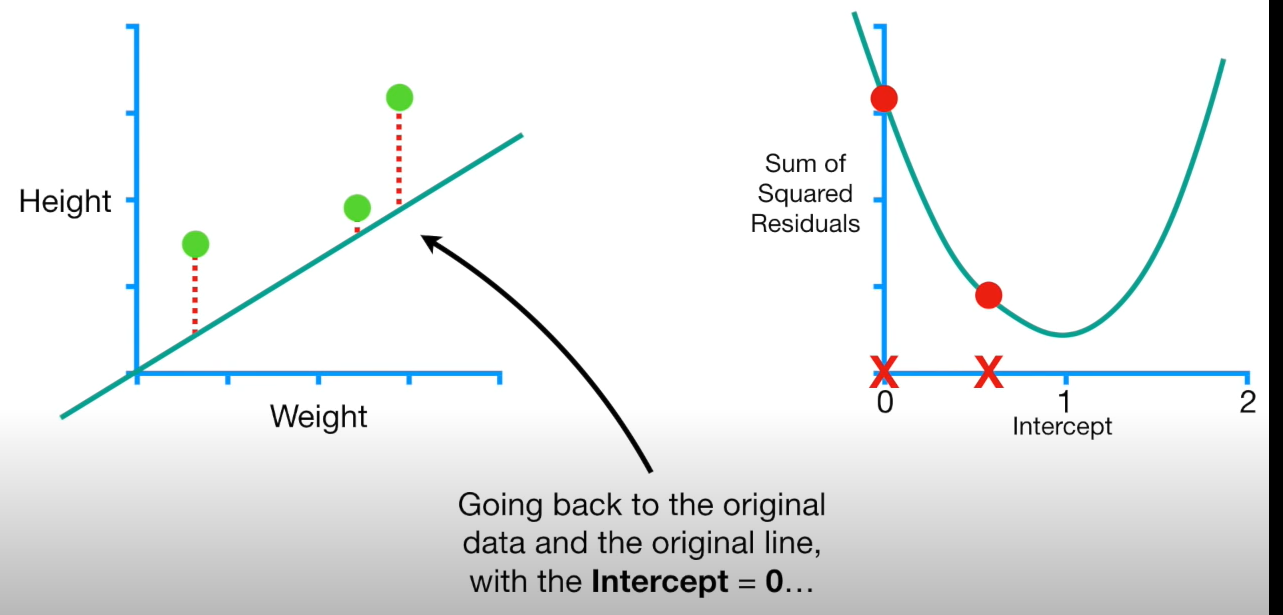 Height
Weight
Sum of
Squared
Residuals
X X
0 1 2
Intercept
Going back to the original
data and the original line,
with the Intercept = 0…